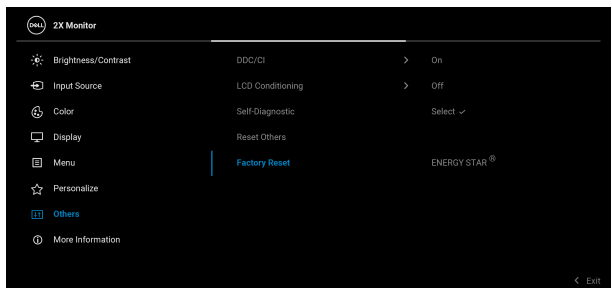 DELL 2X Monitor
Brightness/Contrast
Input Source
Color
Display
Menu
Personalize
Others
More Information
DDC/CI > On
LCD Conditioning > Off
Self-Diagnostic Select ✓
Reset Others
Factory Reset ENERGY STAR ®
< Exit